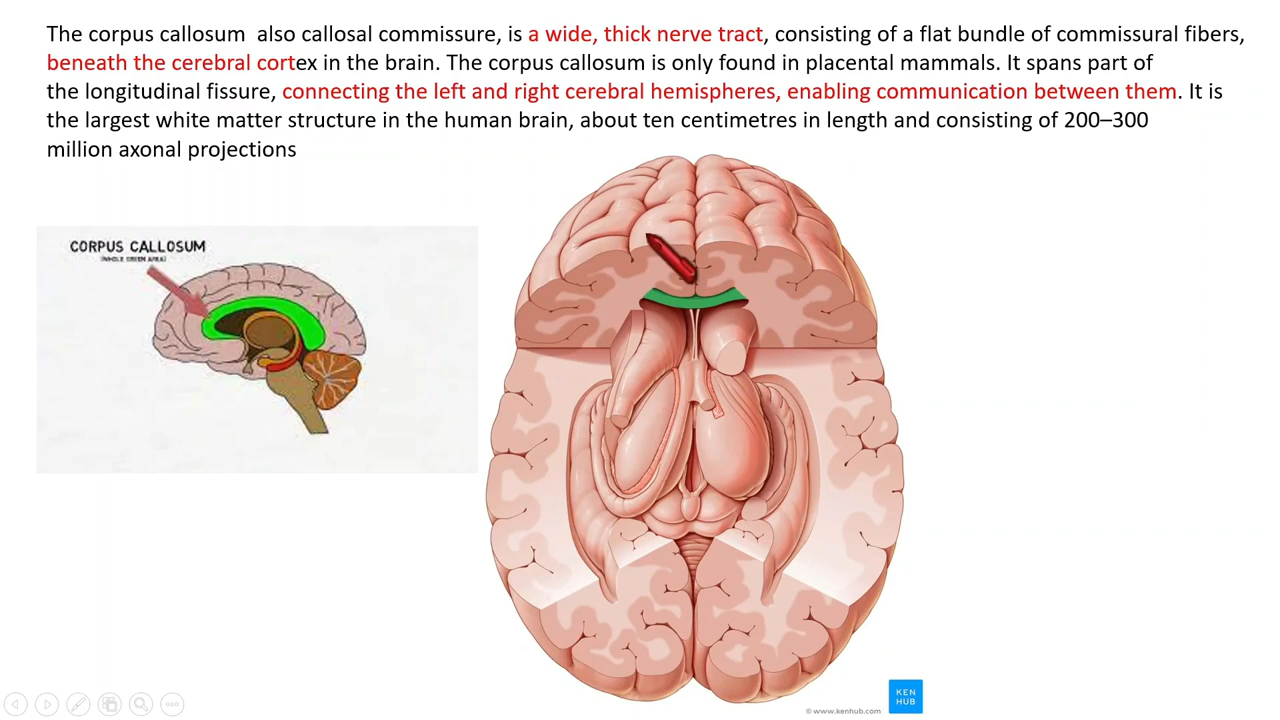 The corpus callosum also callosal commissure, is a wide, thick nerve tract, consisting of a flat bundle of commissural fibers,
beneath the cerebral cortex in the brain. The corpus callosum is only found in placental mammals. It spans part of
the longitudinal fissure, connecting the left and right cerebral hemispheres, enabling communication between them. It is
the largest white matter structure in the human brain, about ten centimetres in length and consisting of 200–300
million axonal projections
CORPUS CALLOSUM
(WHOLE GREEN AREA)
KEN
HUB
© www.kenhub.com